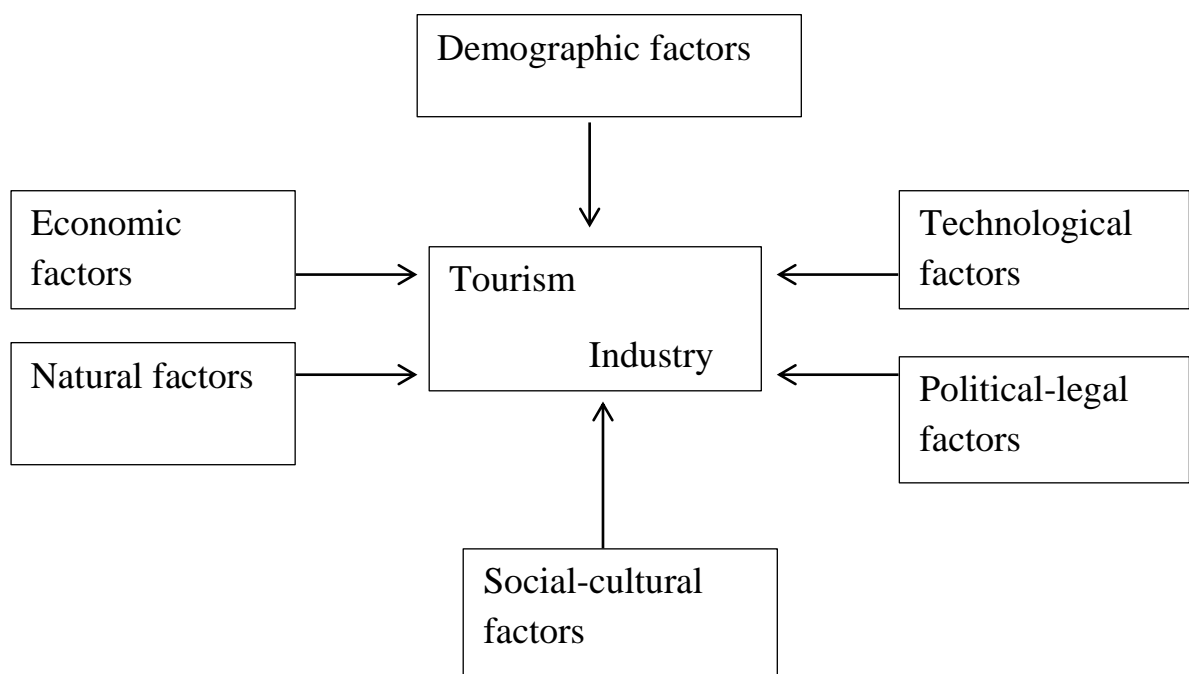 Demographic factors
Economic
factors
Technological
factors
Tourism
Industry
Natural factors
Political-legal
factors
Social-cultural
factors